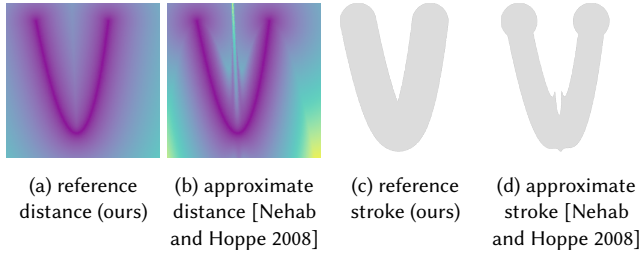 (a) reference
distance (ours)
(b) approximate
distance [Nehab
and Hoppe 2008]
(c) reference
stroke (ours)
(d) approximate
stroke [Nehab
and Hoppe 2008]